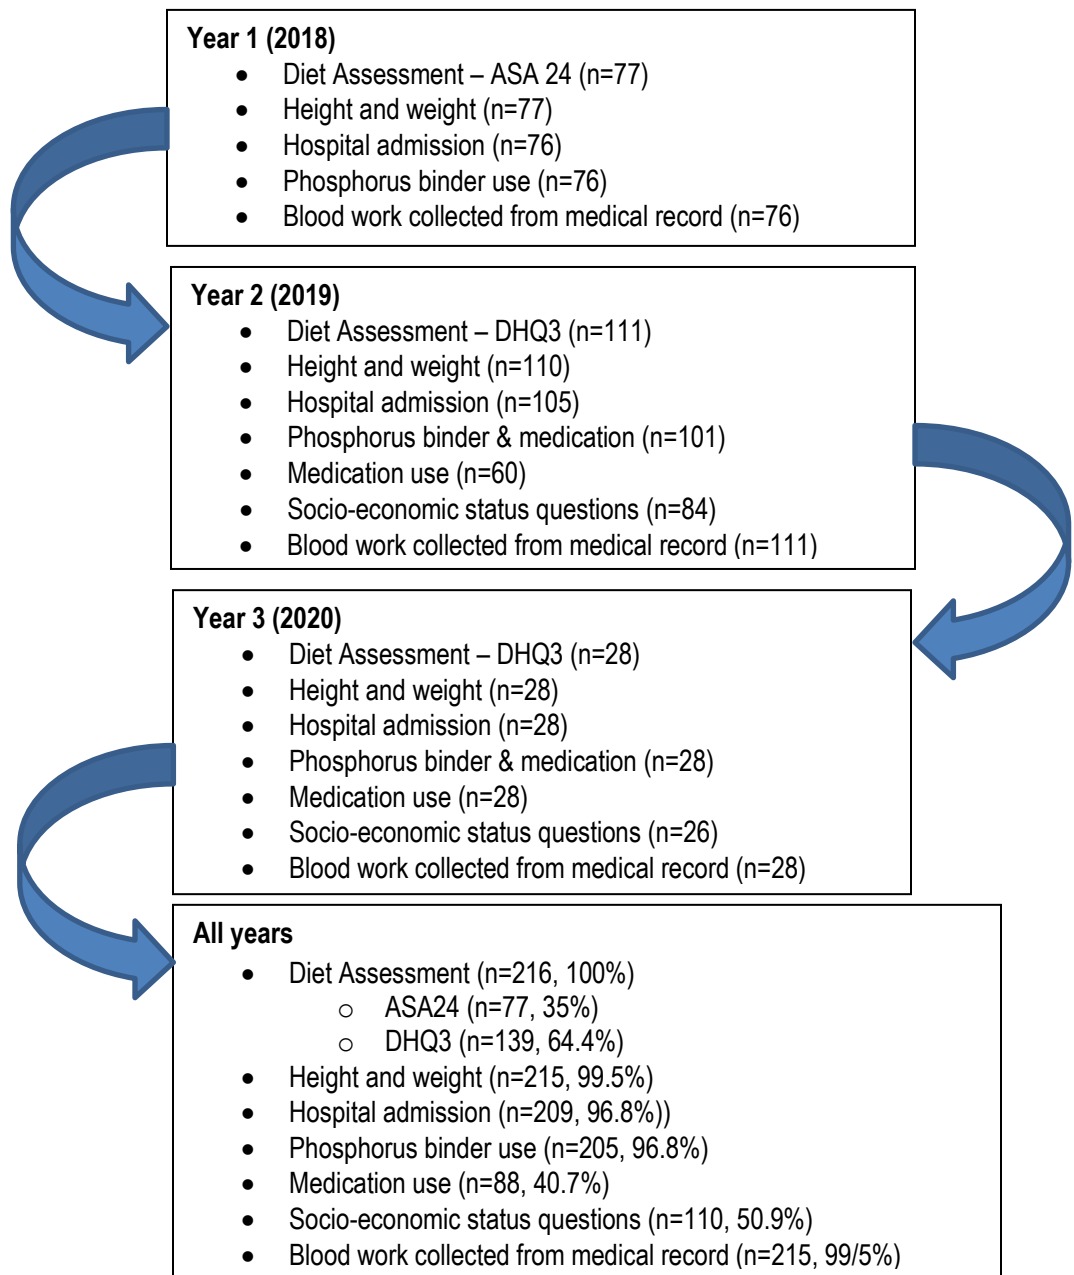 Year 1 (2018)
• Diet Assessment – ASA 24 (n=77)
• Height and weight (n=77)
• Hospital admission (n=76)
• Phosphorus binder use (n=76)
• Blood work collected from medical record (n=76)
Year 2 (2019)
• Diet Assessment – DHQ3 (n=111)
• Height and weight (n=110)
• Hospital admission (n=105)
• Phosphorus binder & medication (n=101)
• Medication use (n=60)
• Socio-economic status questions (n=84)
• Blood work collected from medical record (n=111)
Year 3 (2020)
• Diet Assessment – DHQ3 (n=28)
• Height and weight (n=28)
• Hospital admission (n=28)
• Phosphorus binder & medication (n=28)
• Medication use (n=28)
• Socio-economic status questions (n=26)
• Blood work collected from medical record (n=28)
All years
• Diet Assessment (n=216, 100%)
o ASA24 (n=77, 35%)
o DHQ3 (n=139, 64.4%)
• Height and weight (n=215, 99.5%)
• Hospital admission (n=209, 96.8%))
• Phosphorus binder use (n=205, 96.8%)
• Medication use (n=88, 40.7%)
• Socio-economic status questions (n=110, 50.9%)
• Blood work collected from medical record (n=215, 99/5%)